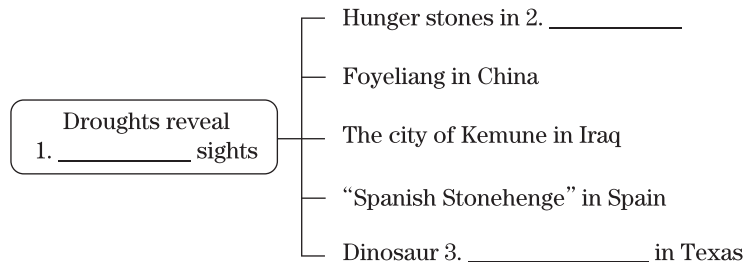 Droughts reveal
1. ____________ sights
Hunger stones in 2. ____________
Foyeliang in China
The city of Kemune in Iraq
“Spanish Stonehenge” in Spain
Dinosaur 3. ________________ in Texas